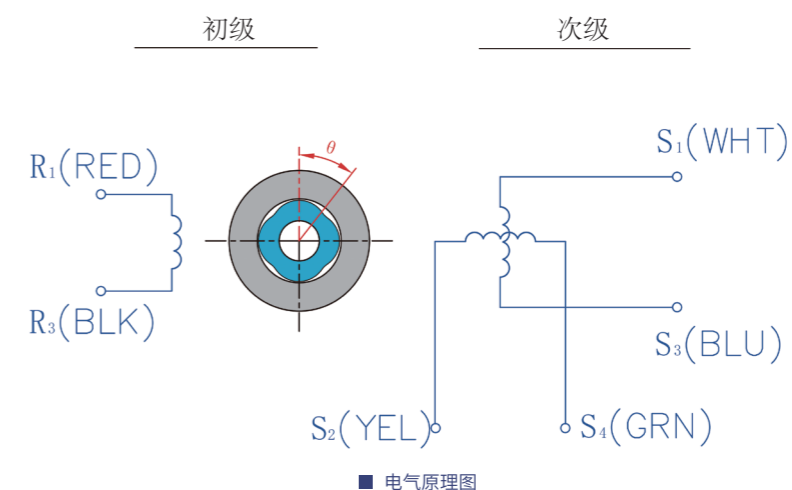 初级
次级
θ
R1(RED)
R3(BLK)
S1(WHT)
S3(BLU)
S2(YEL)
S4(GRN)
电气原理图